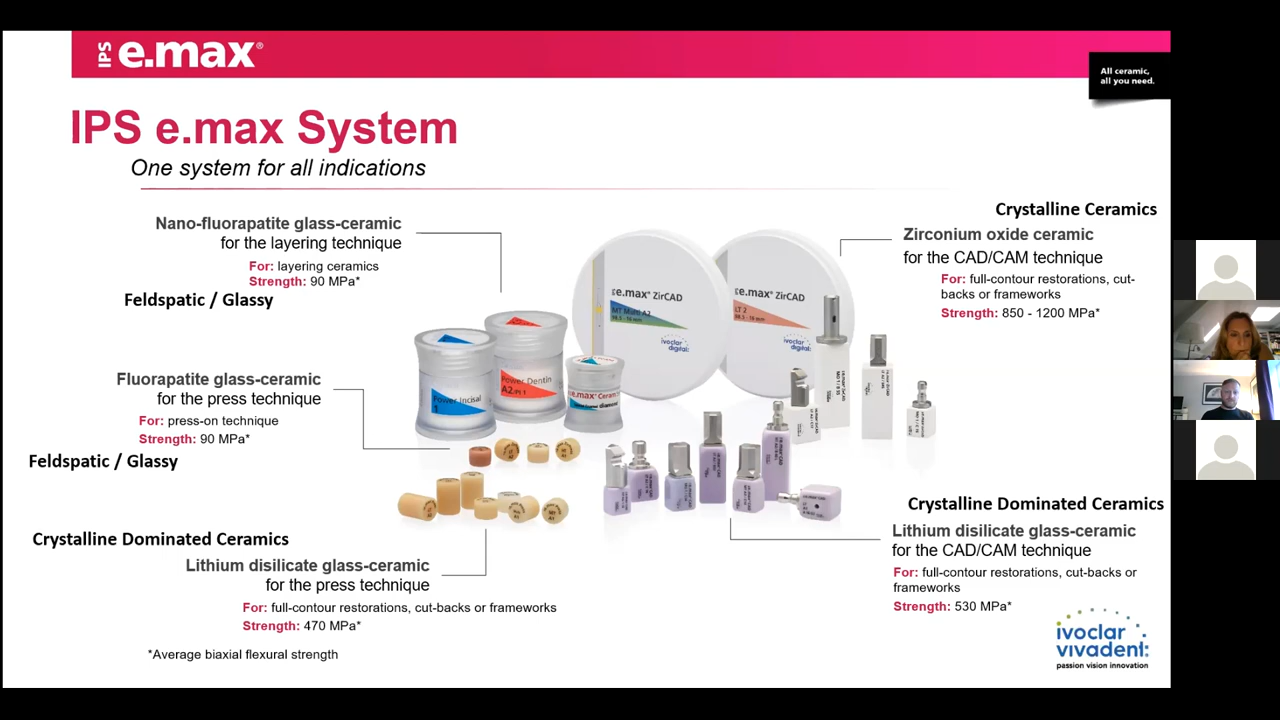 IPS e.max®
All ceramic,
all you need.
IPS e.max System
One system for all indications
Nano-fluorapatite glass-ceramic
for the layering technique
For: layering ceramics
Strength: 90 MPa*
Feldspatic / Glassy
Fluorapatite glass-ceramic
for the press technique
For: press-on technique
Strength: 90 MPa*
Feldspatic / Glassy
Crystalline Dominated Ceramics
Lithium disilicate glass-ceramic
for the press technique
For: full-contour restorations, cut-backs or frameworks
Strength: 470 MPa*
*Average biaxial flexural strength
Crystalline Ceramics
Zirconium oxide ceramic
for the CAD/CAM technique
For: full-contour restorations, cut-
backs or frameworks
Strength: 850 - 1200 MPa*
Crystalline Dominated Ceramics
Lithium disilicate glass-ceramic
for the CAD/CAM technique
For: full-contour restorations, cut-backs or
frameworks
Strength: 530 MPa*
e.max® ZirCAD
MT Multi A2
98.5 - 16 mm
ivoclar
digital
e.max® ZirCAD
LT 2
ivoclar
digital
Power Incisal
1
Power Dentin
A2
e.max® Ceram
ivoclar
vivadent
passion vision innovation